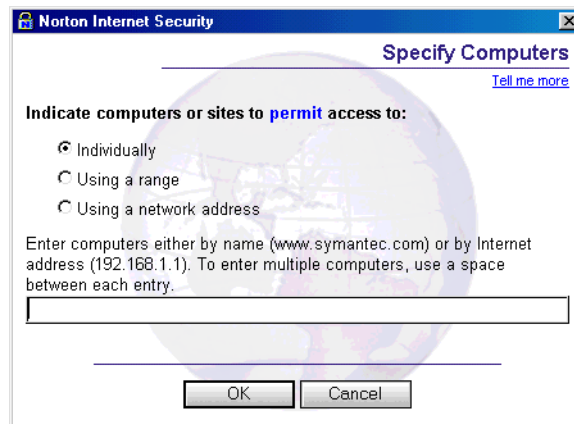 Norton Internet Security
Specify Computers
Tell me more
Indicate computers or sites to permit access to:
Individually
Using a range
Using a network address
Enter computers either by name (www.symantec.com) or by Internet
address (192.168.1.1). To enter multiple computers, use a space
between each entry.
OK Cancel